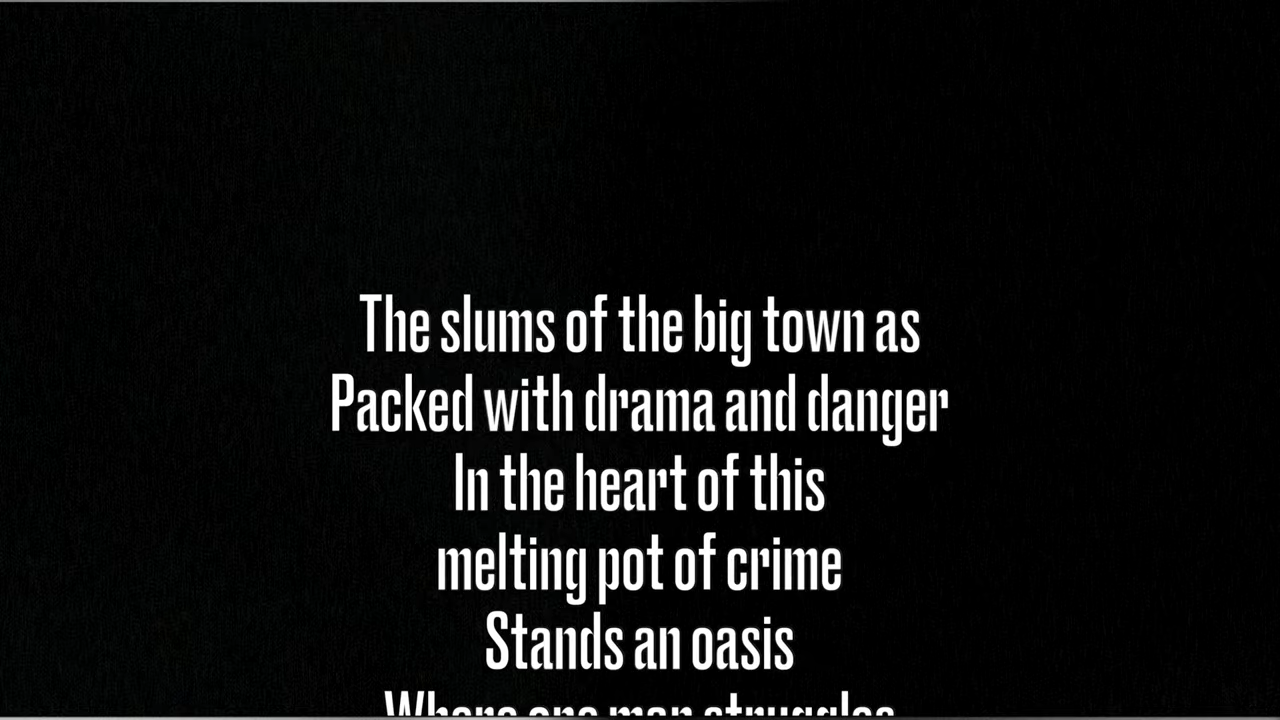 The slums of the big town as
Packed with drama and danger
In the heart of this
melting pot of crime
Stands an oasis
Where one man struggles